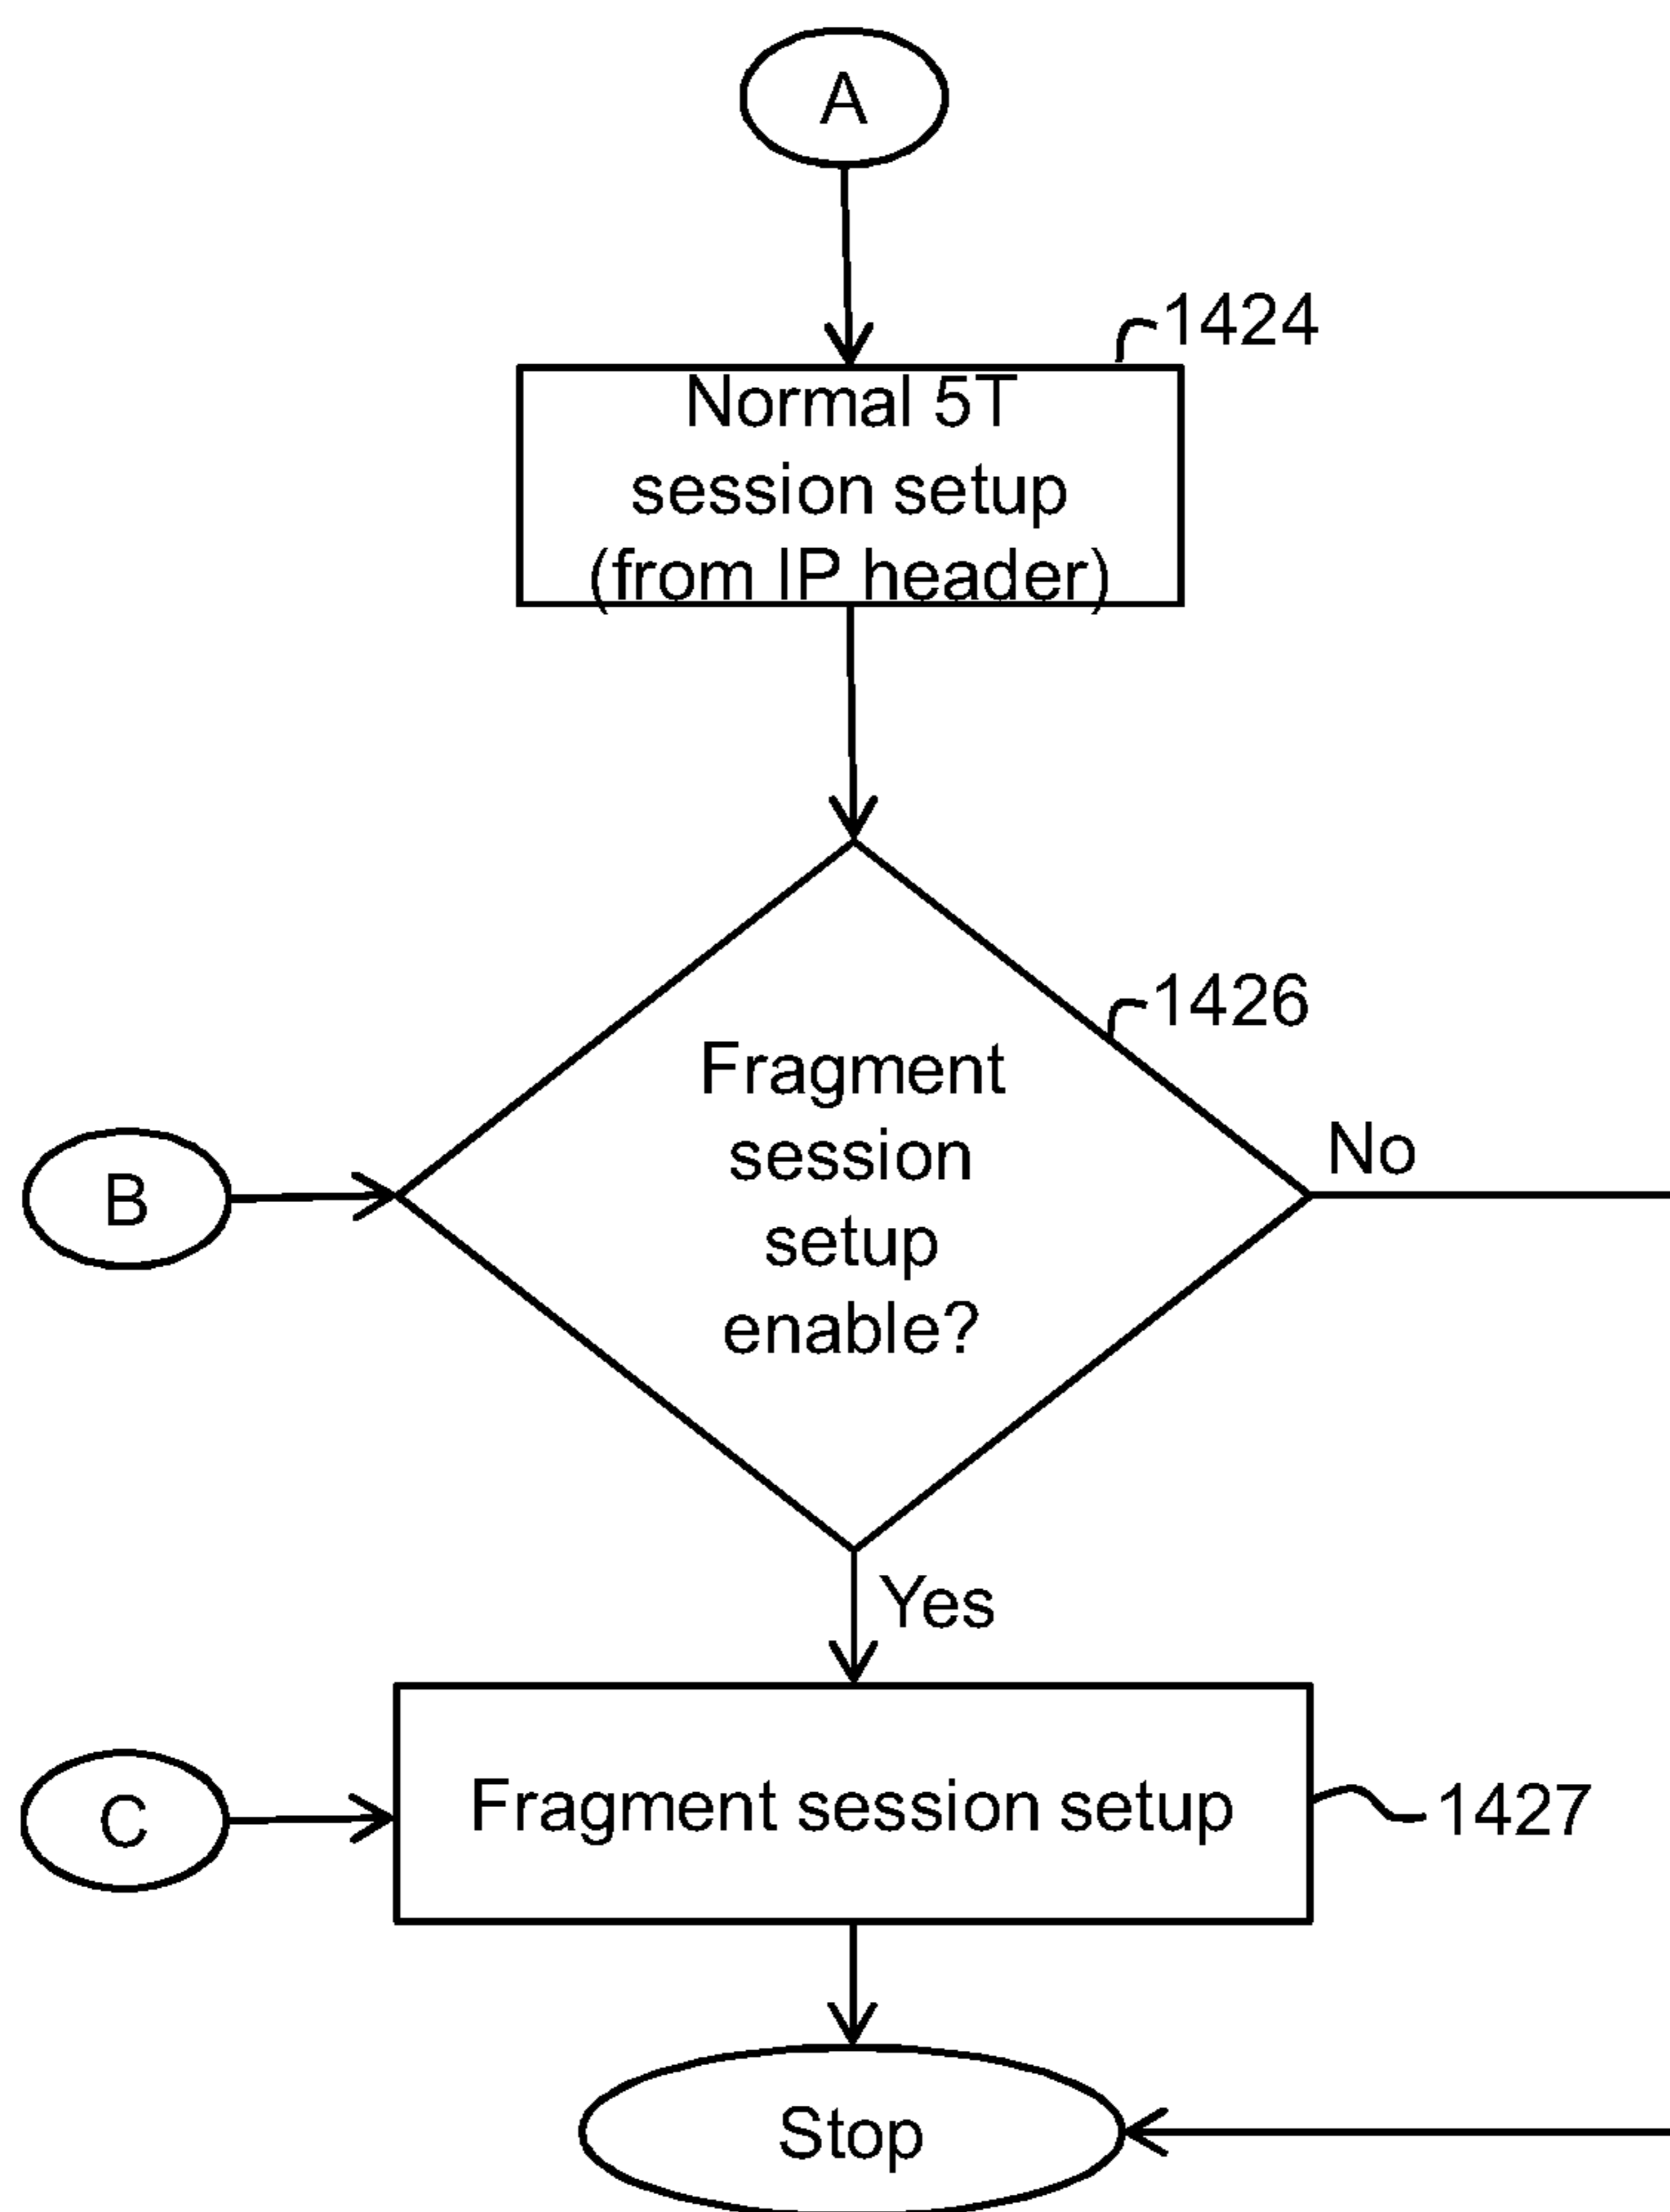 A
1424
Normal 5T
session setup
(from IP header)
1426
Fragment
session
setup
enable?
No
B
Yes
C
Fragment session setup
1427
Stop